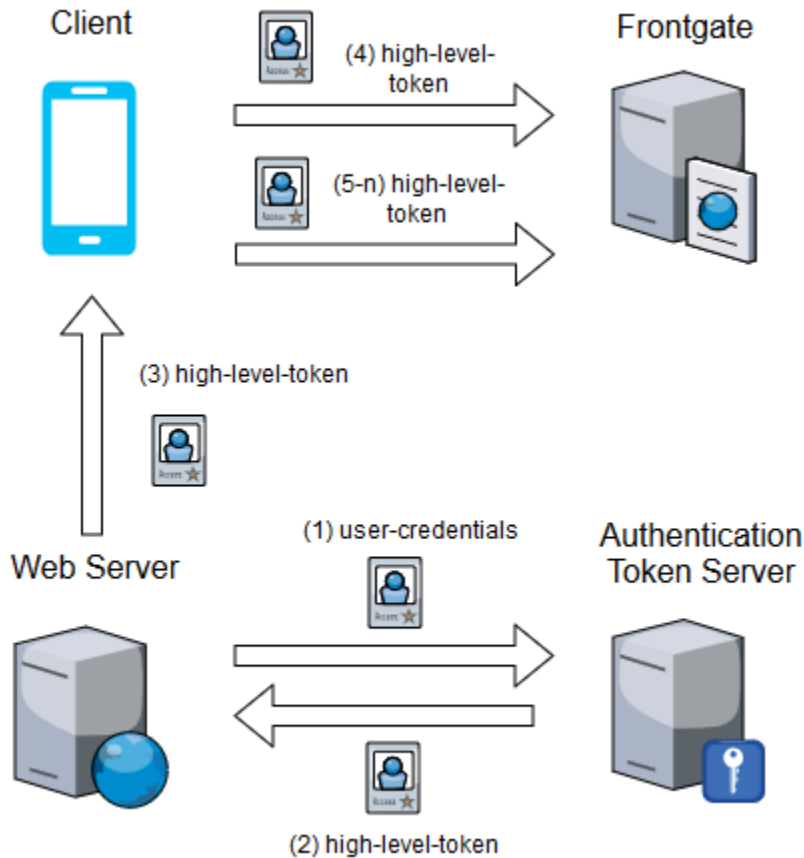 Client
Frontgate
(4) high-level-
token
(5-n) high-level-
token
(3) high-level-token
(1) user-credentials
Web Server
Authentication
Token Server
(2) high-level-token